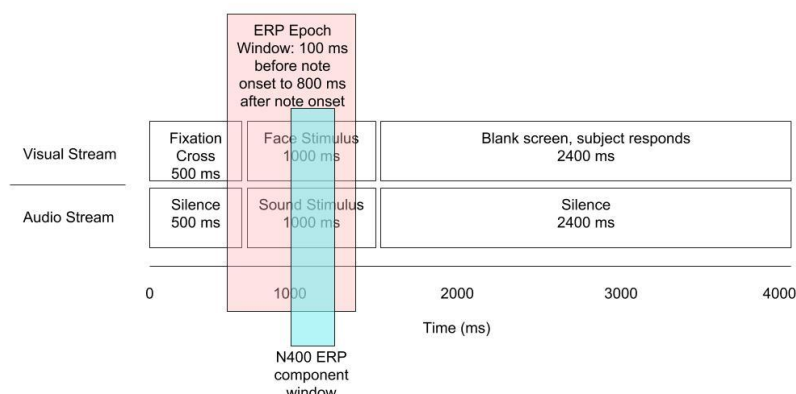 ERP Epoch
Window: 100 ms
before note
onset to 800 ms
after note onset
Visual Stream
Fixation
Cross
500 ms
Face Stimulus
1000 ms
Blank screen, subject responds
2400 ms
Audio Stream
Silence
500 ms
Sound Stimulus
1000 ms
Silence
2400 ms
0
1000
2000
3000
4000
Time (ms)
N400 ERP
component
window